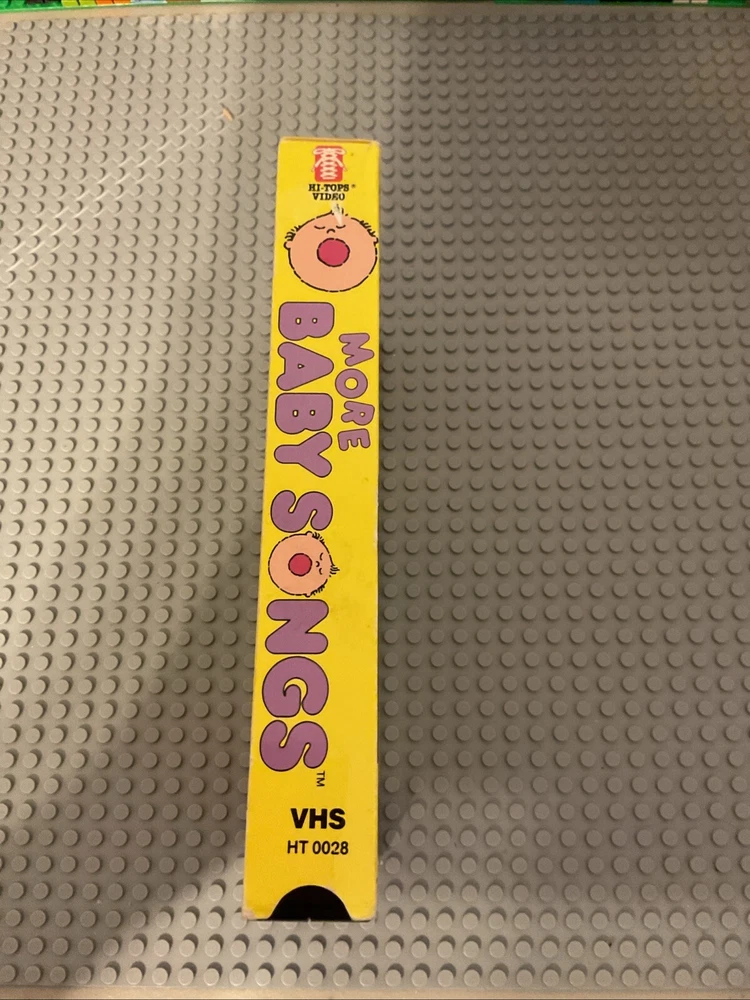 HI-TOPS®
VIDEO
MORE
BABY SONGS™
VHS
HT 0028